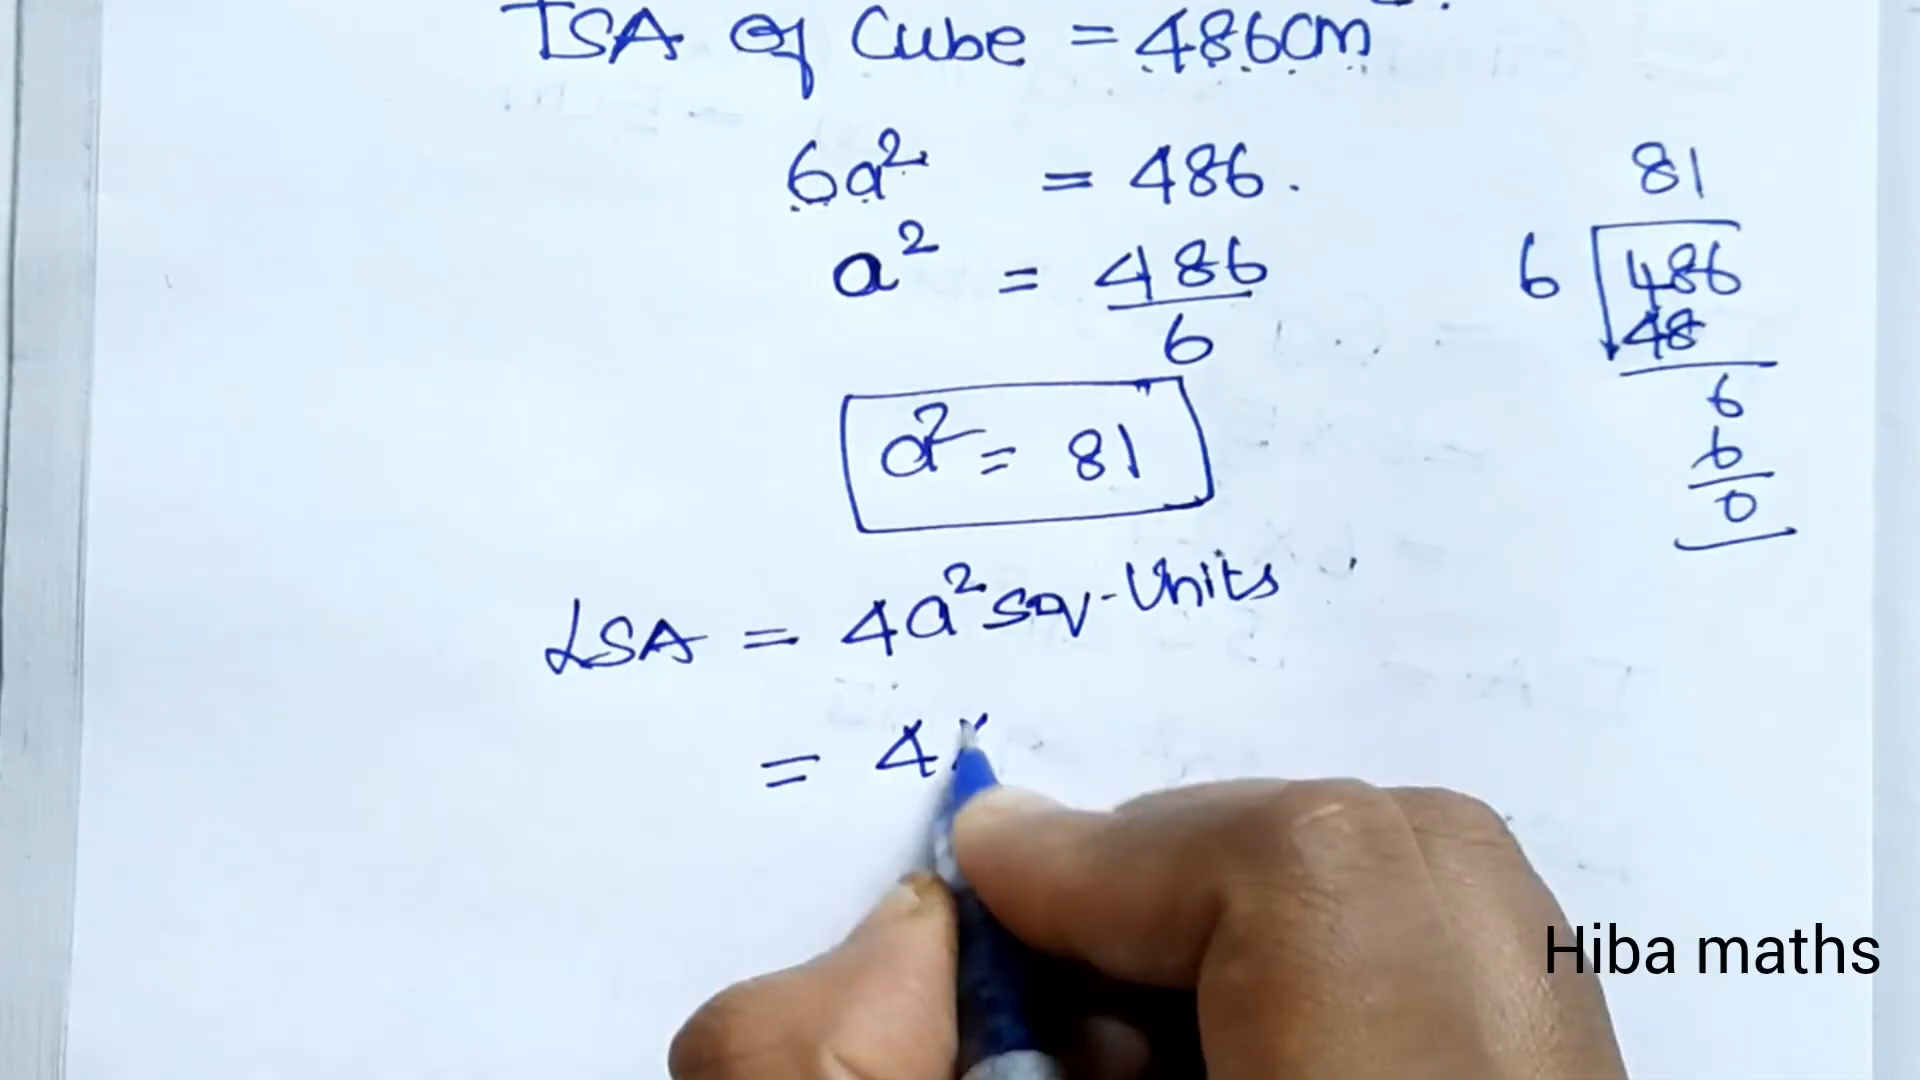 TSA of Cube = 486cm
6a² = 486.
a² = 486
6
a² = 81
81
6 486
48
6
6
0
LSA = 4a² sq-Units
= 4
Hiba maths